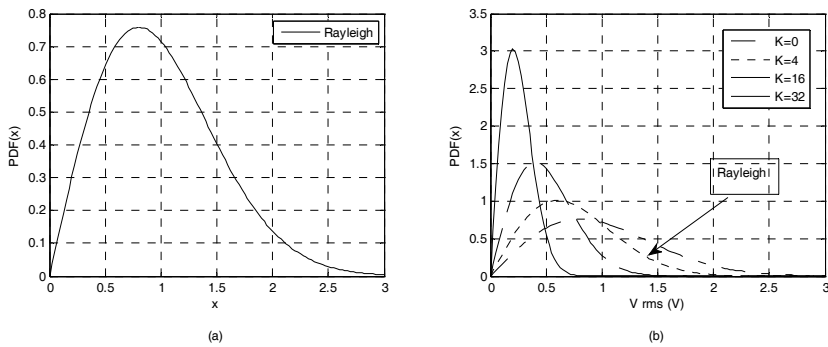 0.8
0.7
0.6
0.5
0.4
0.3
0.2
0.1
0
PDF(x)
0 0.5 1 1.5 2 2.5 3
x
Rayleigh
(a)
3.5
3
2.5
2
1.5
1
0.5
0
PDF(x)
0 0.5 1 1.5 2 2.5 3
V rms (V)
K=0
K=4
K=16
K=32
Rayleigh
(b)